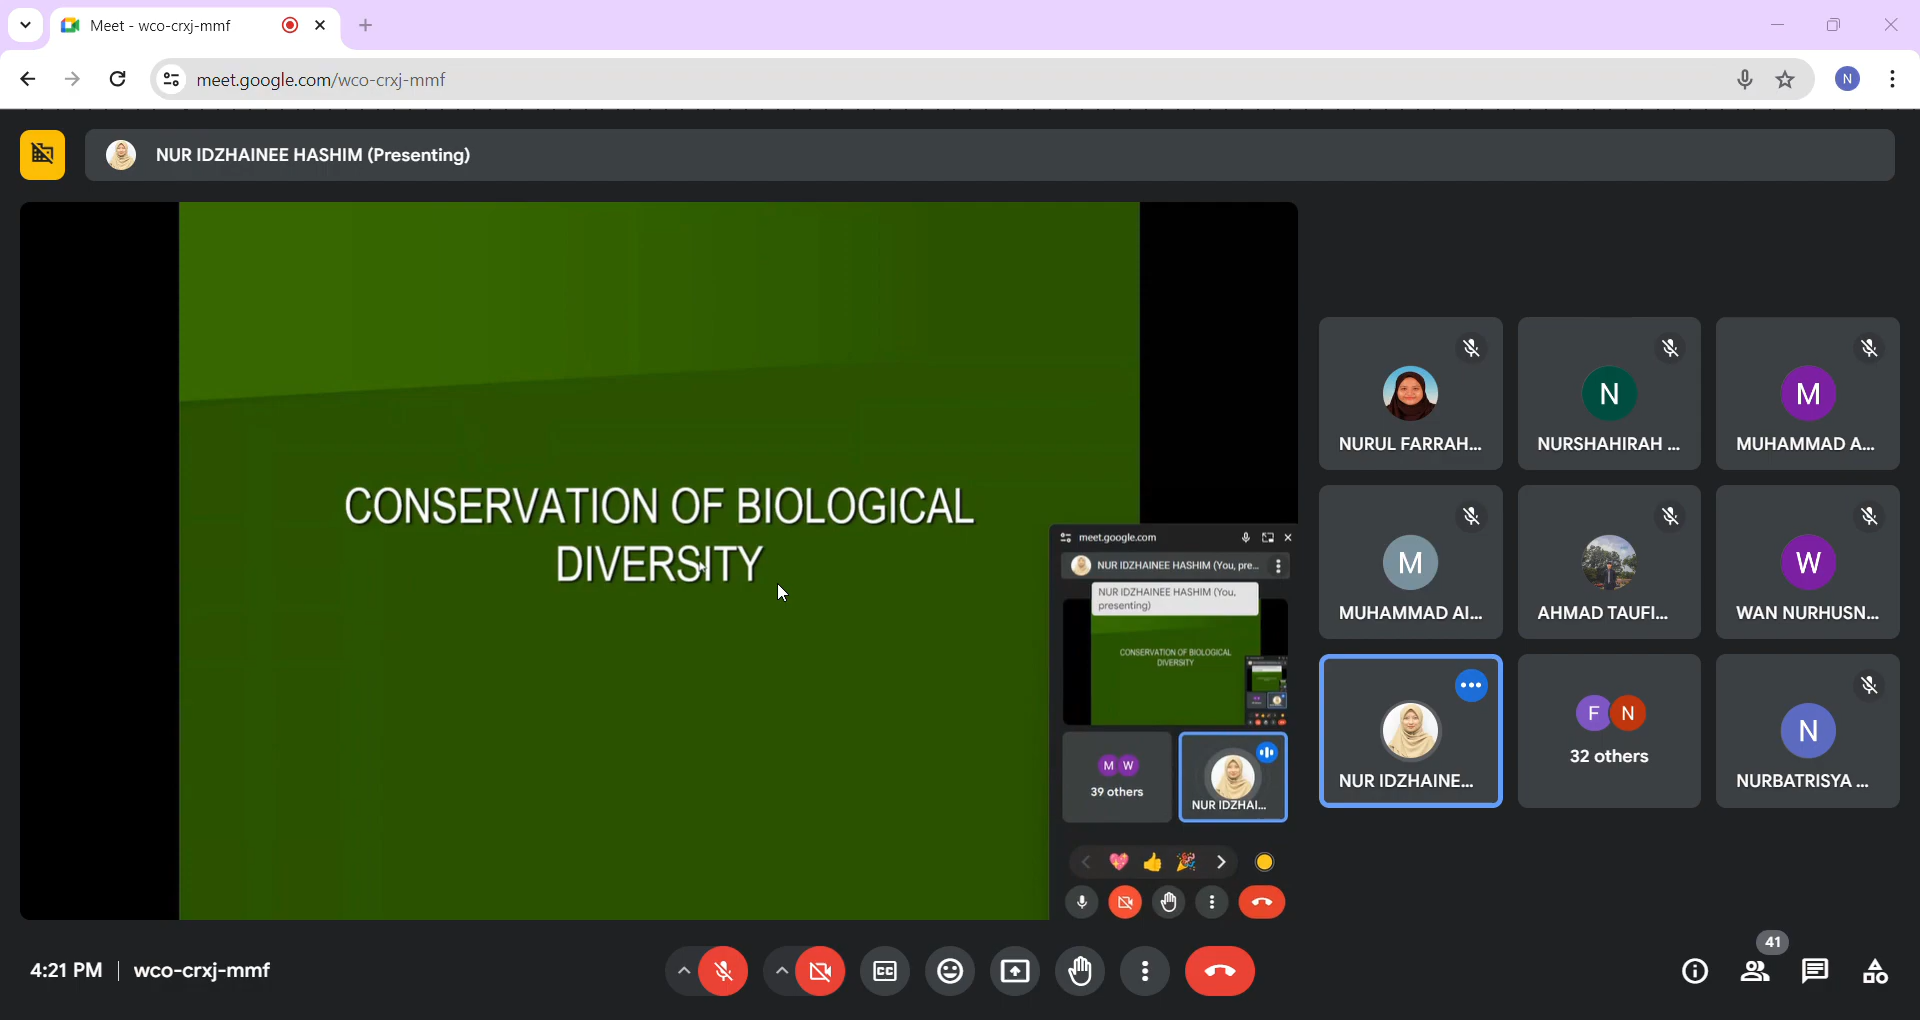 Meet - wco-crxj-mmf
meet.google.com/wco-crxj-mmf
N
NUR IDZHAINEE HASHIM (Presenting)
CONSERVATION OF BIOLOGICAL
DIVERSITY
meet.google.com
NUR IDZHAINEE HASHIM (You, pre...
NUR IDZHAINEE HASHIM (You,
presenting)
CONSERVATION OF BIOLOGICAL
DIVERSITY
M W
39 others
NUR IDZHAI...
NURUL FARRAH...
N
NURSHAHIRAH ...
M
MUHAMMAD A...
M
MUHAMMAD AI...
AHMAD TAUFI...
W
WAN NURHUSN...
NUR IDZHAINE...
F N
32 others
N
NURBATRISYA ...
4:21 PM | wco-crxj-mmf
CC
41